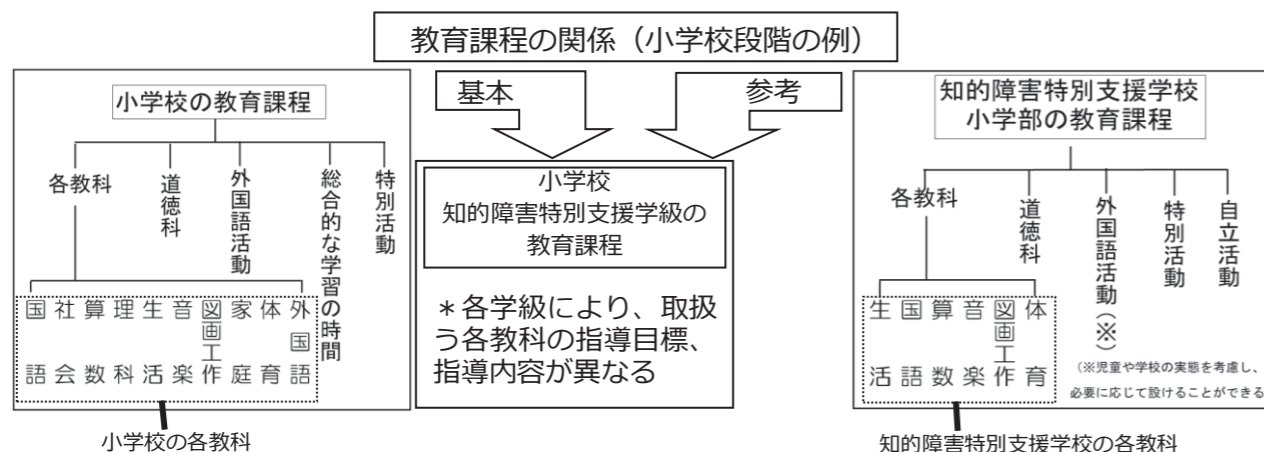 教育課程の関係（小学校段階の例）
基本
参考
小学校の教育課程
各教科
道徳科
外国語活動
総合的な学習の時間
特別活動
国語
社会
算数
理科
生活
音楽
図画工作
家庭
体育
外国語
小学校の各教科
小学校
知的障害特別支援学級の
教育課程
＊各学級により、取扱
う各教科の指導目標、
指導内容が異なる
知的障害特別支援学校
小学部の教育課程
各教科
道徳科
外国語活動（※）
特別活動
自立活動
生活
国語
算数
音楽
図画工作
体育
（※児童や学校の実態を考慮し、
必要に応じて設けることができる
知的障害特別支援学校の各教科